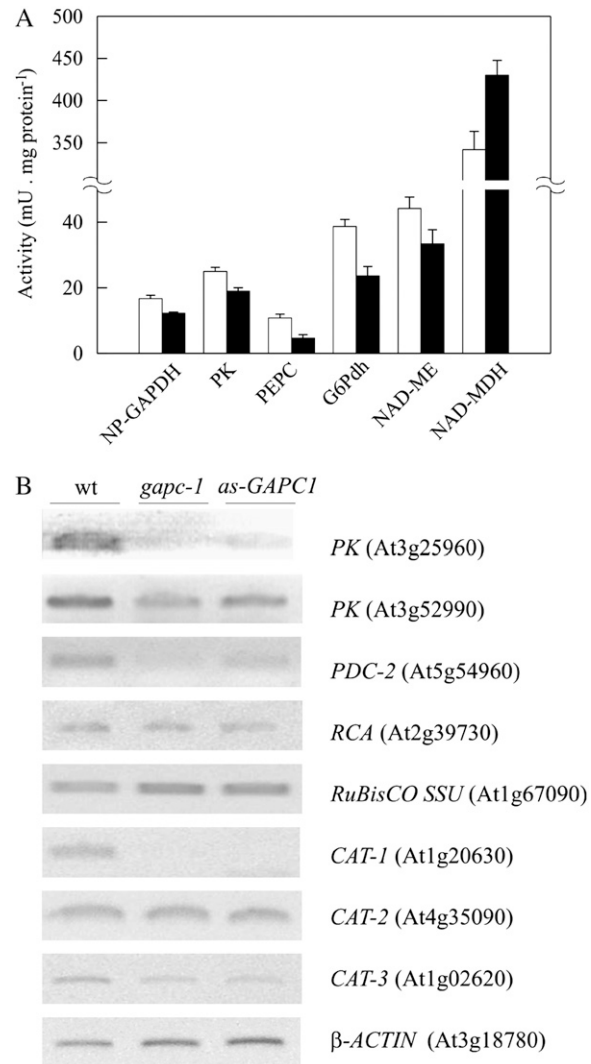 A
500
450
400
350
40
20
0
Activity (mU . mg protein-1)
NP-GAPDH
PK
PEPC
G6Pdh
NAD-ME
NAD-MDH
B
wt gapc-1 as-GAPC1
PK (At3g25960)
PK (At3g52990)
PDC-2 (At5g54960)
RCA (At2g39730)
RuBisCO SSU (At1g67090)
CAT-1 (At1g20630)
CAT-2 (At4g35090)
CAT-3 (At1g02620)
β-ACTIN (At3g18780)